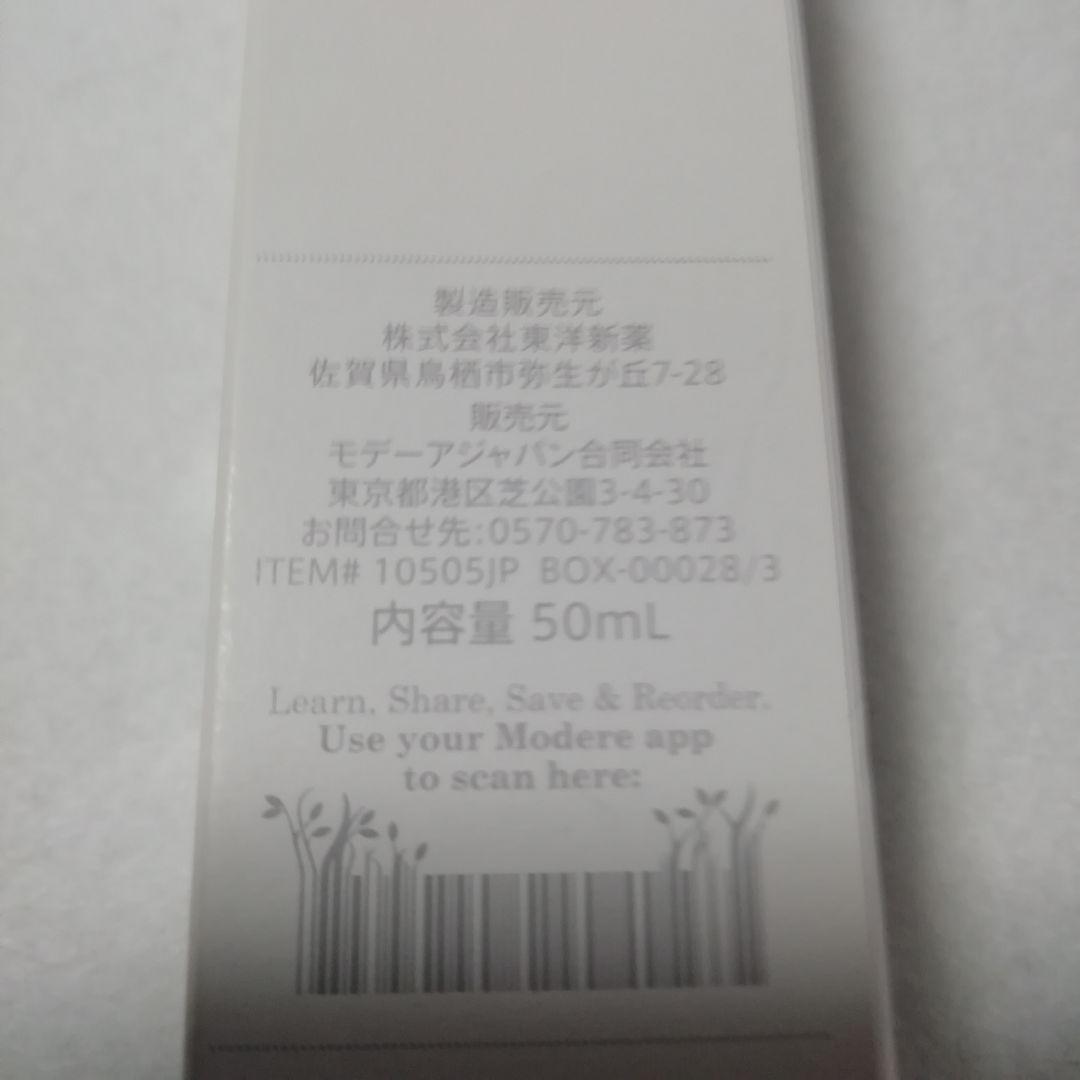 製造販売元
株式会社東洋新薬
佐賀県鳥栖市弥生が丘7-28
販売元
モデーアジャパン合同会社
東京都港区芝公園3-4-30
お問合せ先:0570-783-873
ITEM# 10505JP BOX-00028/3
内容量 50mL
Learn, Share, Save & Reorder.
Use your Modere app
to scan here: